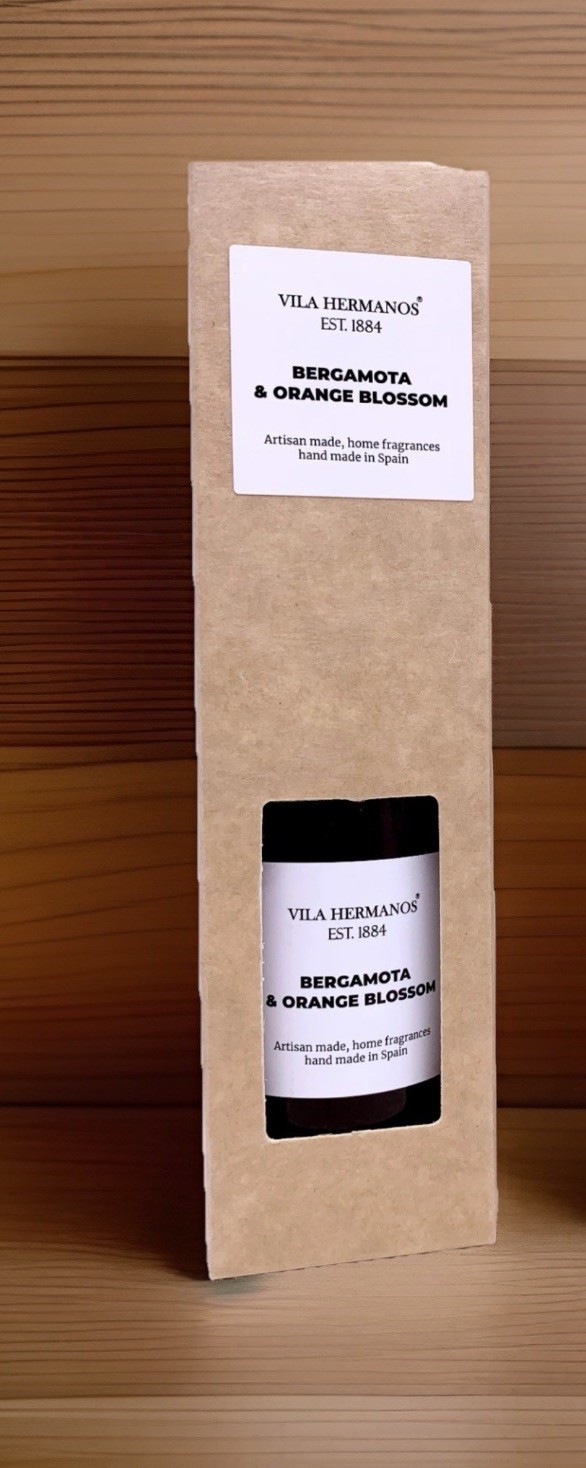 VILA HERMANOS®
EST. 1884
BERGAMOTA
& ORANGE BLOSSOM
Artisan made, home fragrances
hand made in Spain
VILA HERMANOS®
EST. 1884
BERGAMOTA
& ORANGE BLOSSOM
Artisan made, home fragrances
hand made in Spain